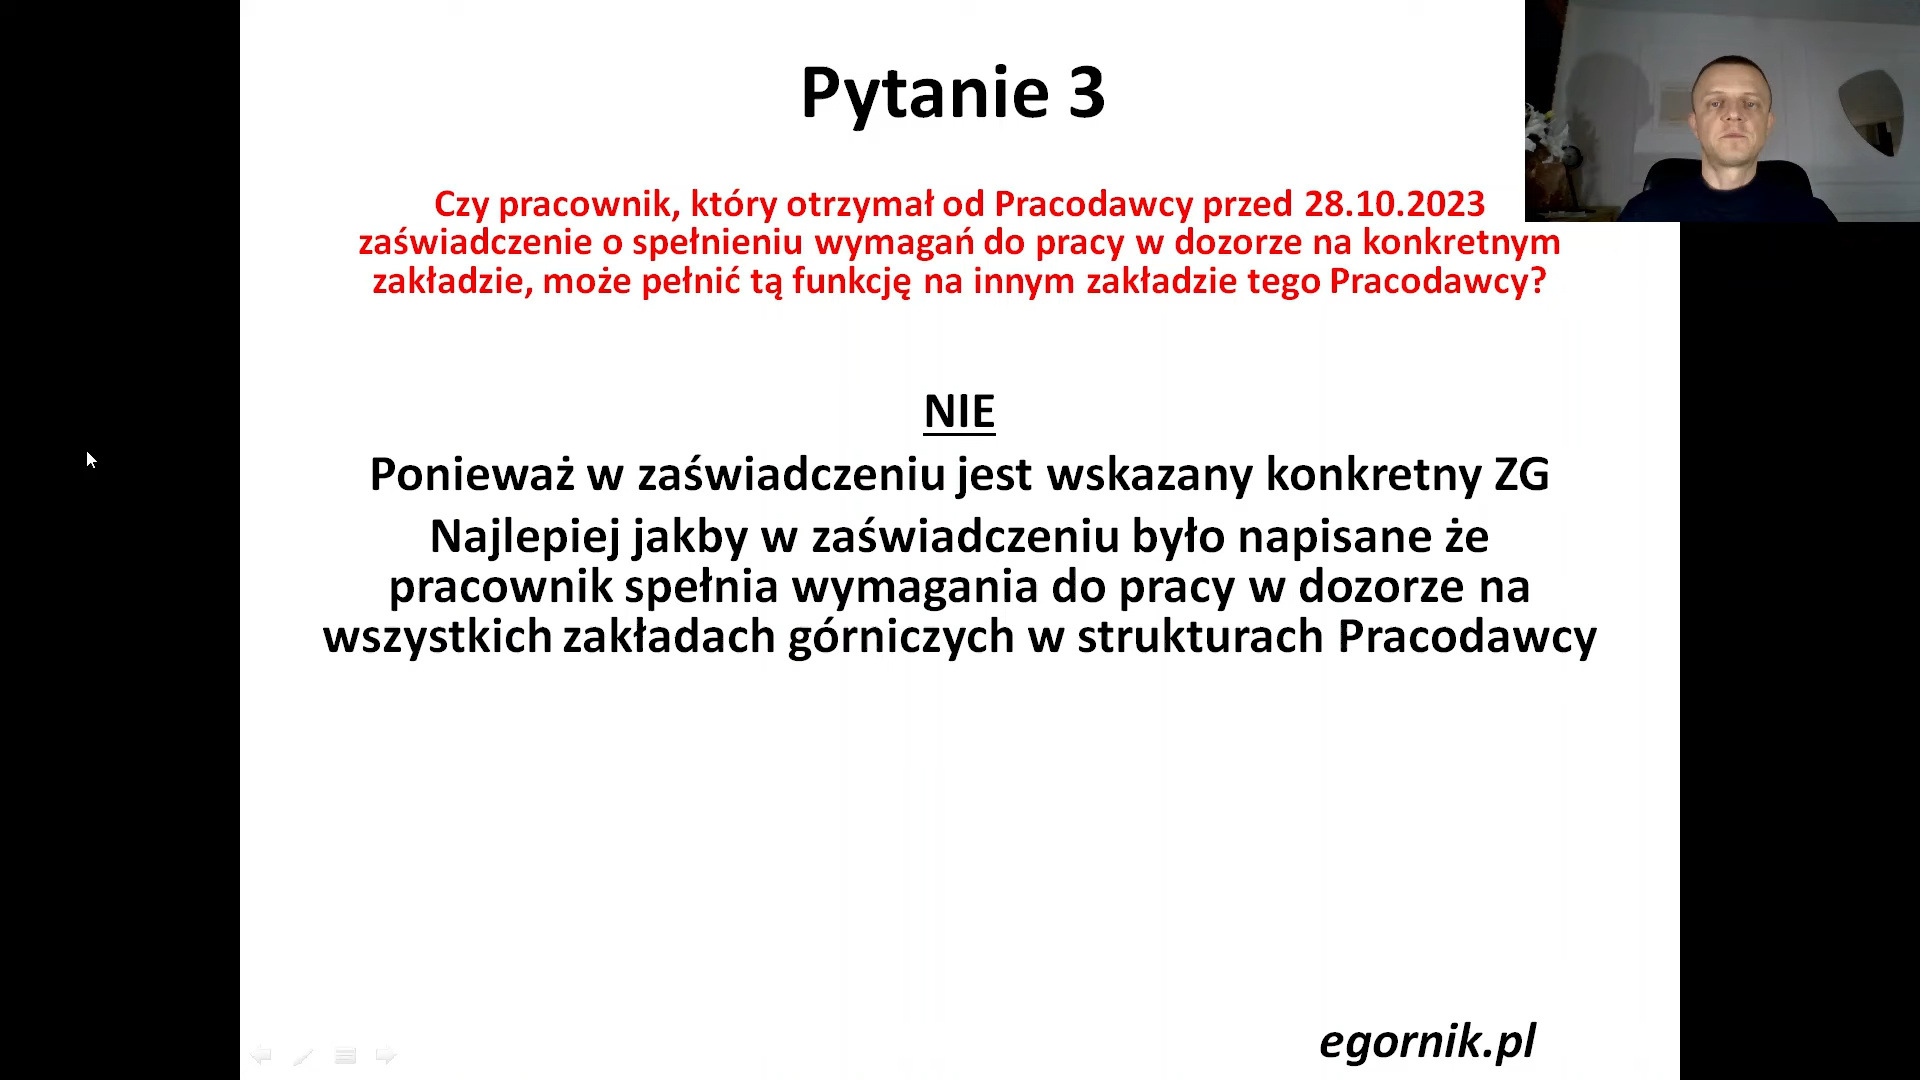 Pytanie 3
Czy pracownik, który otrzymał od Pracodawcy przed 28.10.2023
zaświadczenie o spełnieniu wymagań do pracy w dozorze na konkretnym
zakładzie, może pełnić tą funkcję na innym zakładzie tego Pracodawcy?
NIE
Ponieważ w zaświadczeniu jest wskazany konkretny ZG
Najlepiej jakby w zaświadczeniu było napisane że
pracownik spełnia wymagania do pracy w dozorze na
wszystkich zakładach górniczych w strukturach Pracodawcy
egornik.pl